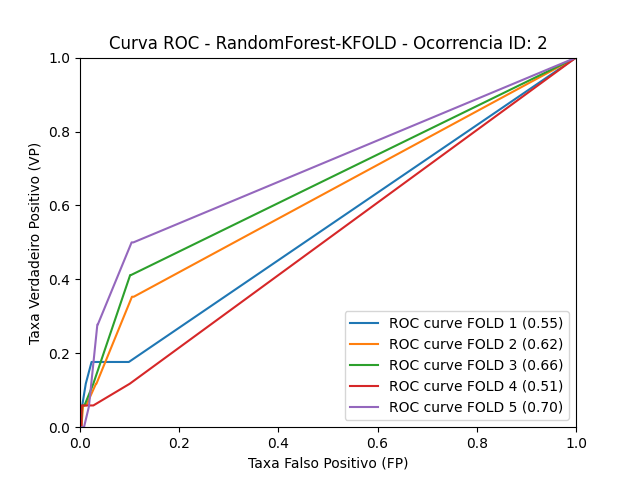 Curva ROC - RandomForest-KFOLD - Ocorrencia ID: 2
1.0
0.8
0.6
0.4
0.2
0.0
Taxa Verdadeiro Positivo (VP)
ROC curve FOLD 1 (0.55)
ROC curve FOLD 2 (0.62)
ROC curve FOLD 3 (0.66)
ROC curve FOLD 4 (0.51)
ROC curve FOLD 5 (0.70)
0.0 0.2 0.4 0.6 0.8 1.0
Taxa Falso Positivo (FP)